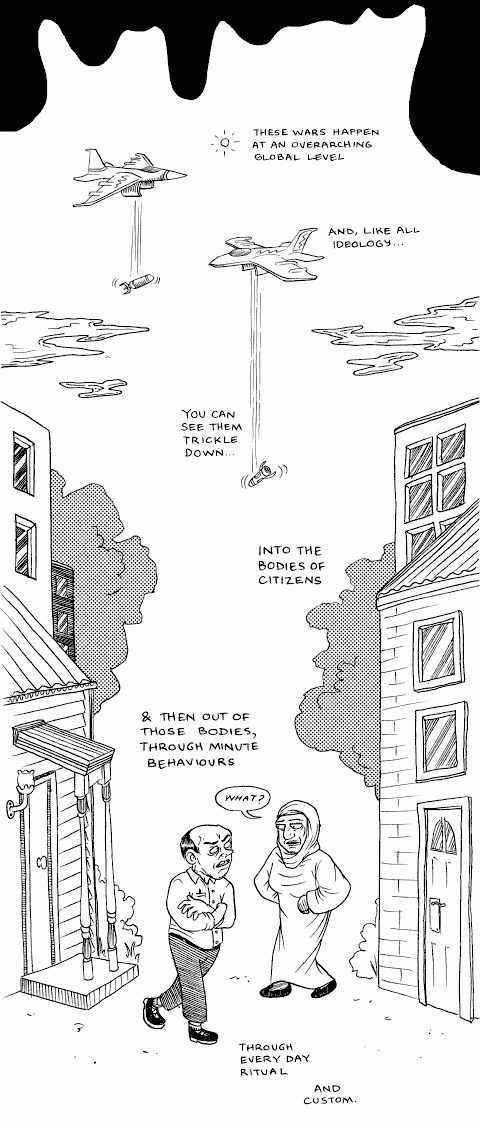 THESE WARS HAPPEN
AT AN OVERARCHING
GLOBAL LEVEL
AND, LIKE ALL
IDEOLOGY...
YOU CAN
SEE THEM
TRICKLE
DOWN...
INTO THE
BODIES OF
CITIZENS
& THEN OUT OF
THOSE BODIES,
THROUGH MINUTE
BEHAVIOURS
WHAT?
THROUGH
EVERY DAY
RITUAL
AND
CUSTOM.